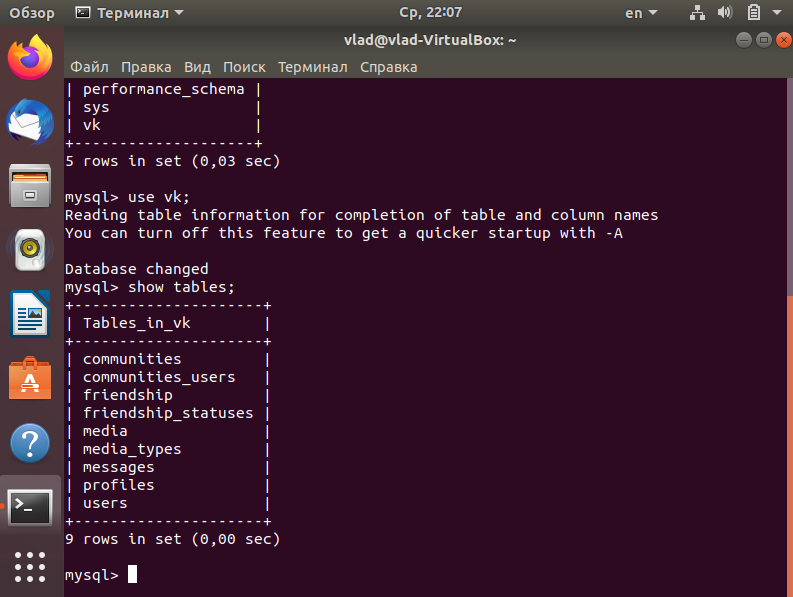 Обзор Терминал Ср, 22:07 en
vlad@vlad-VirtualBox: ~
Файл Правка Вид Поиск Терминал Справка
| performance_schema |
| sys                |
| vk                 |
+--------------------+
5 rows in set (0,03 sec)
mysql> use vk;
Reading table information for completion of table and column names
You can turn off this feature to get a quicker startup with -A
Database changed
mysql> show tables;
+---------------------+
| Tables_in_vk        |
+---------------------+
| communities         |
| communities_users   |
| friendship          |
| friendship_statuses |
| media               |
| media_types         |
| messages            |
| profiles            |
| users               |
+---------------------+
9 rows in set (0,00 sec)
mysql>